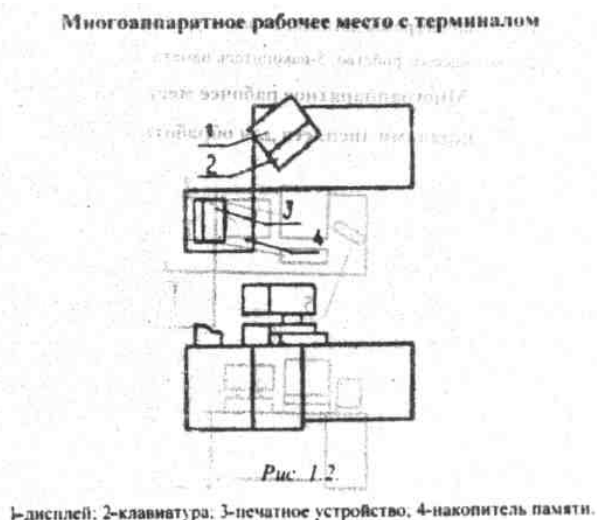 Многоаппаратное рабочее место с терминалом
1
2
3
4
Рис. 1.2
1-дисплей; 2-клавиатура; 3-печатное устройство; 4-накопитель памяти.